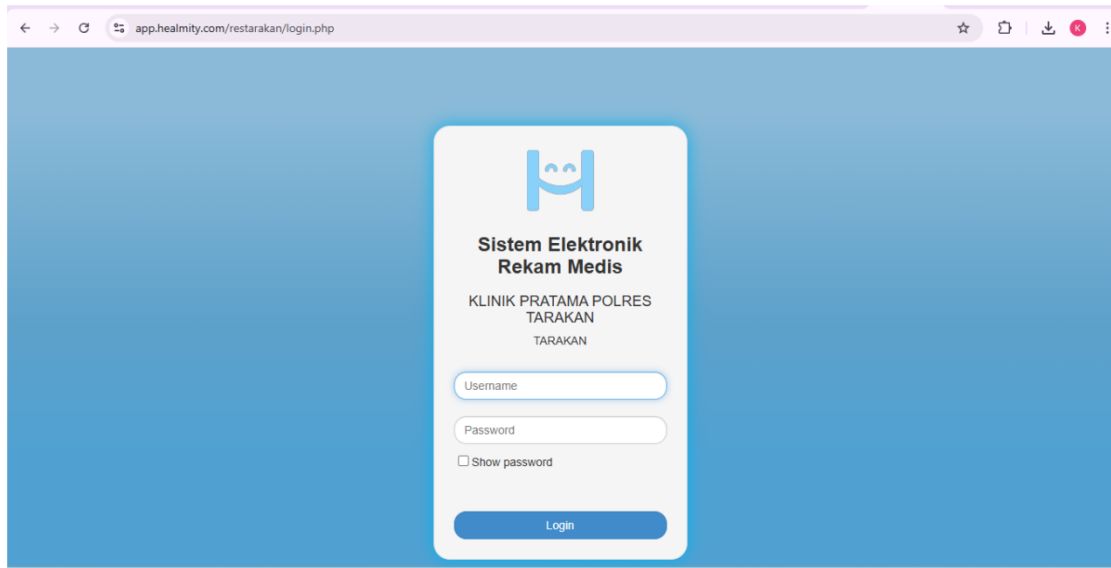 app.healmity.com/restarakan/login.php
K
Sistem Elektronik
Rekam Medis
KLINIK PRATAMA POLRES
TARAKAN
TARAKAN
Username
Password
Show password
Login